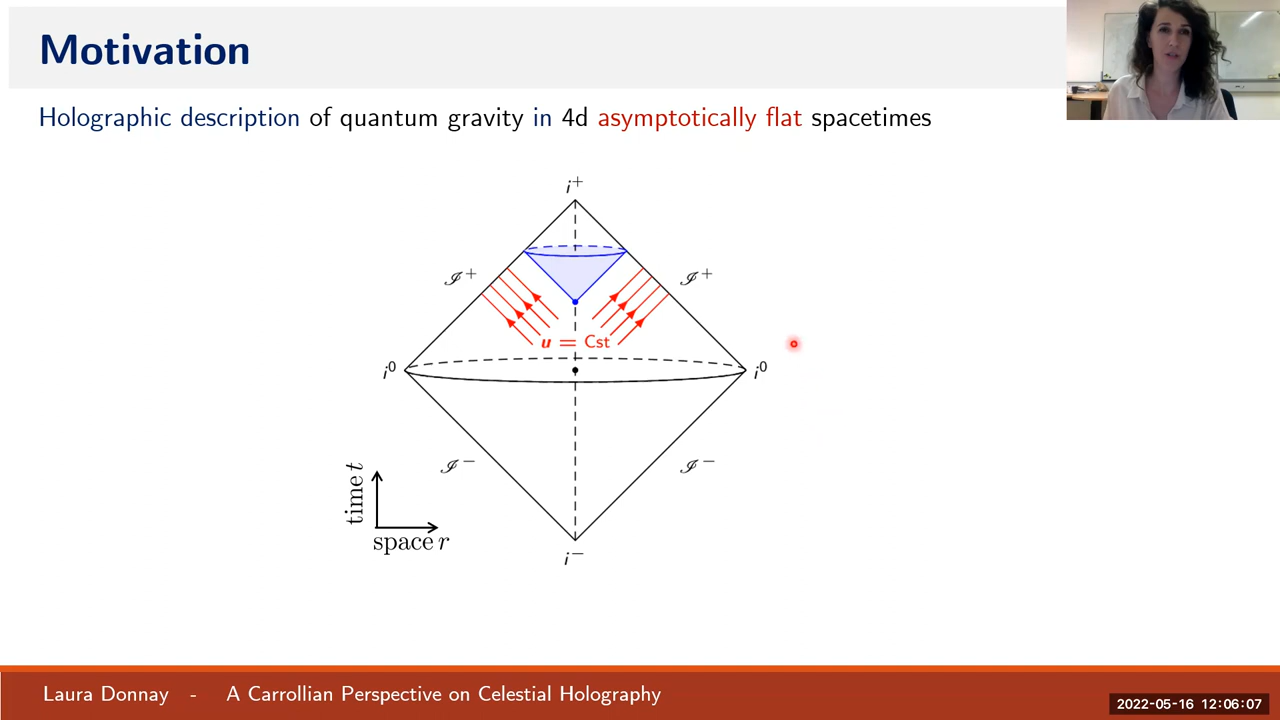 Motivation
Holographic description of quantum gravity in 4d asymptotically flat spacetimes
i⁺
𝓘⁺ 𝓘⁺
u = Cst
i⁰ i⁰
𝓘⁻ 𝓘⁻
time t
space r
i⁻
Laura Donnay - A Carrollian Perspective on Celestial Holography
2022-05-16 12:06:07